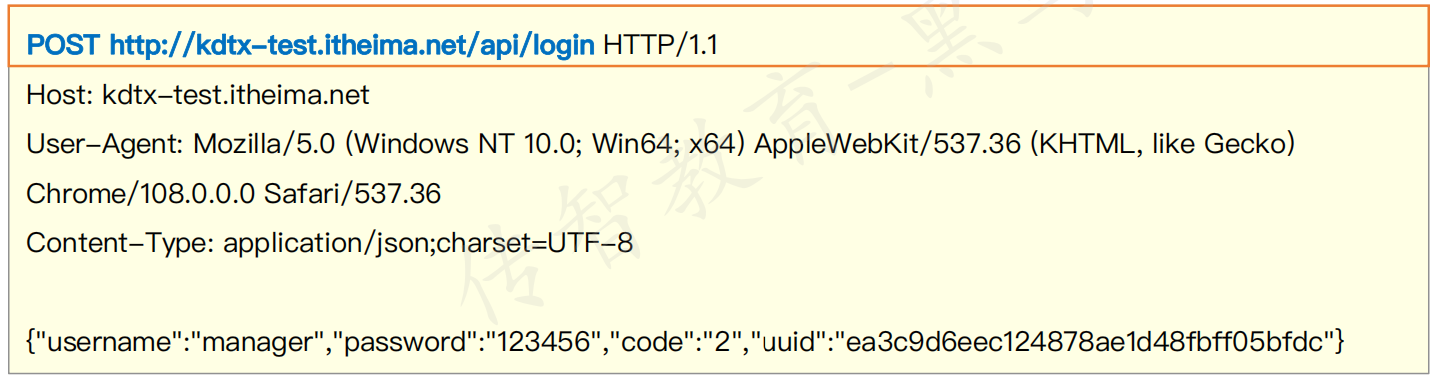 POST http://kdtx-test.itheima.net/api/login HTTP/1.1
Host: kdtx-test.itheima.net
User-Agent: Mozilla/5.0 (Windows NT 10.0; Win64; x64) AppleWebKit/537.36 (KHTML, like Gecko)
Chrome/108.0.0.0 Safari/537.36
Content-Type: application/json;charset=UTF-8
{"username":"manager","password":"123456","code":"2","uuid":"ea3c9d6eec124878ae1d48fbff05bfdc"}
传智教育-黑